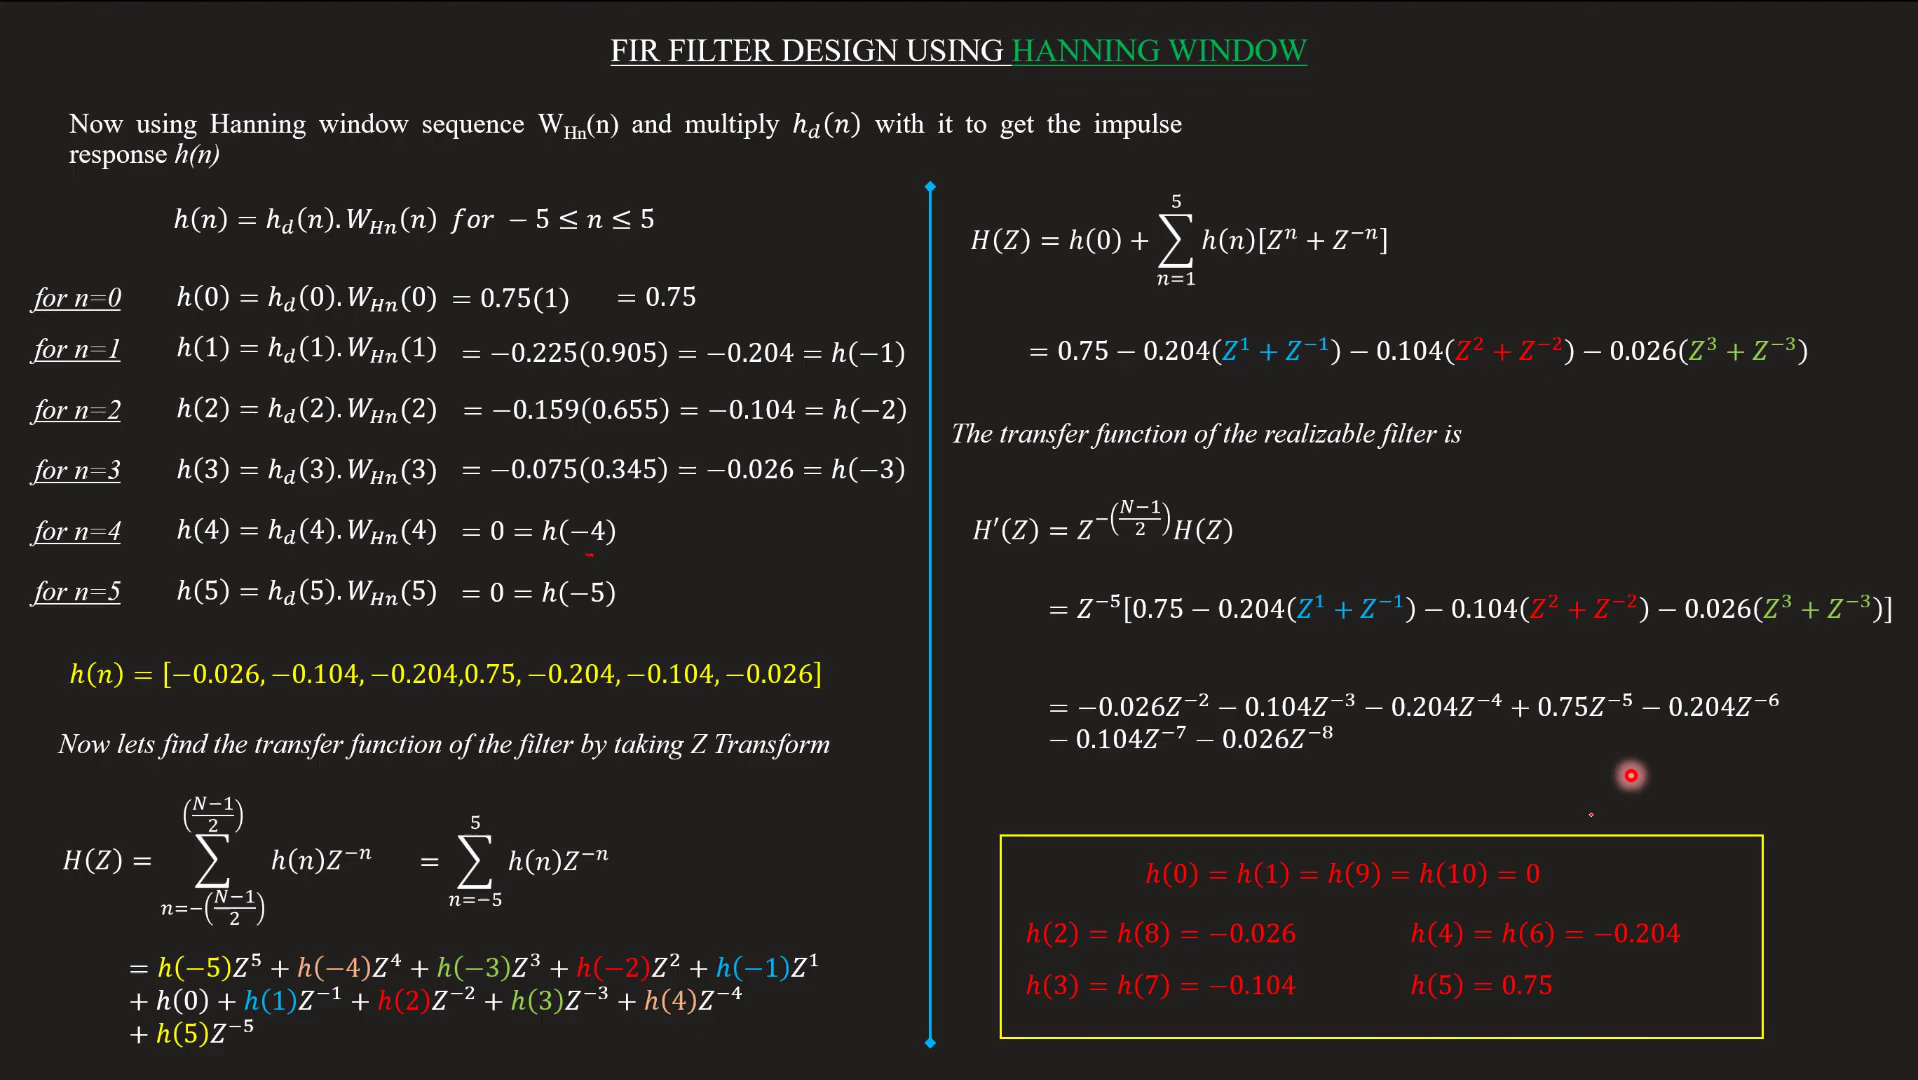 FIR FILTER DESIGN USING HANNING WINDOW
Now using Hanning window sequence W_Hn(n) and multiply h_d(n) with it to get the impulse
response h(n)
h(n) = h_d(n).W_Hn(n) for − 5 ≤ n ≤ 5
for n=0 h(0) = h_d(0).W_Hn(0) = 0.75(1) = 0.75
for n=1 h(1) = h_d(1).W_Hn(1) = −0.225(0.905) = −0.204 = h(−1)
for n=2 h(2) = h_d(2).W_Hn(2) = −0.159(0.655) = −0.104 = h(−2)
for n=3 h(3) = h_d(3).W_Hn(3) = −0.075(0.345) = −0.026 = h(−3)
for n=4 h(4) = h_d(4).W_Hn(4) = 0 = h(−4)
for n=5 h(5) = h_d(5).W_Hn(5) = 0 = h(−5)
h(n) = [−0.026, −0.104, −0.204,0.75, −0.204, −0.104, −0.026]
Now lets find the transfer function of the filter by taking Z Transform
H(Z) = ∑_{n=−((N−1)/2)}^{((N−1)/2)} h(n)Z^{−n} = ∑_{n=−5}^{5} h(n)Z^{−n}
= h(−5)Z^5 + h(−4)Z^4 + h(−3)Z^3 + h(−2)Z^2 + h(−1)Z^1
+ h(0) + h(1)Z^{−1} + h(2)Z^{−2} + h(3)Z^{−3} + h(4)Z^{−4}
+ h(5)Z^{−5}
H(Z) = h(0) + ∑_{n=1}^{5} h(n)[Z^n + Z^{−n}]
= 0.75 − 0.204(Z^1 + Z^{−1}) − 0.104(Z^2 + Z^{−2}) − 0.026(Z^3 + Z^{−3})
The transfer function of the realizable filter is
H′(Z) = Z^{−((N−1)/2)}H(Z)
= Z^{−5}[0.75 − 0.204(Z^1 + Z^{−1}) − 0.104(Z^2 + Z^{−2}) − 0.026(Z^3 + Z^{−3})]
= −0.026Z^{−2} − 0.104Z^{−3} − 0.204Z^{−4} + 0.75Z^{−5} − 0.204Z^{−6}
− 0.104Z^{−7} − 0.026Z^{−8}
h(0) = h(1) = h(9) = h(10) = 0
h(2) = h(8) = −0.026 h(4) = h(6) = −0.204
h(3) = h(7) = −0.104 h(5) = 0.75